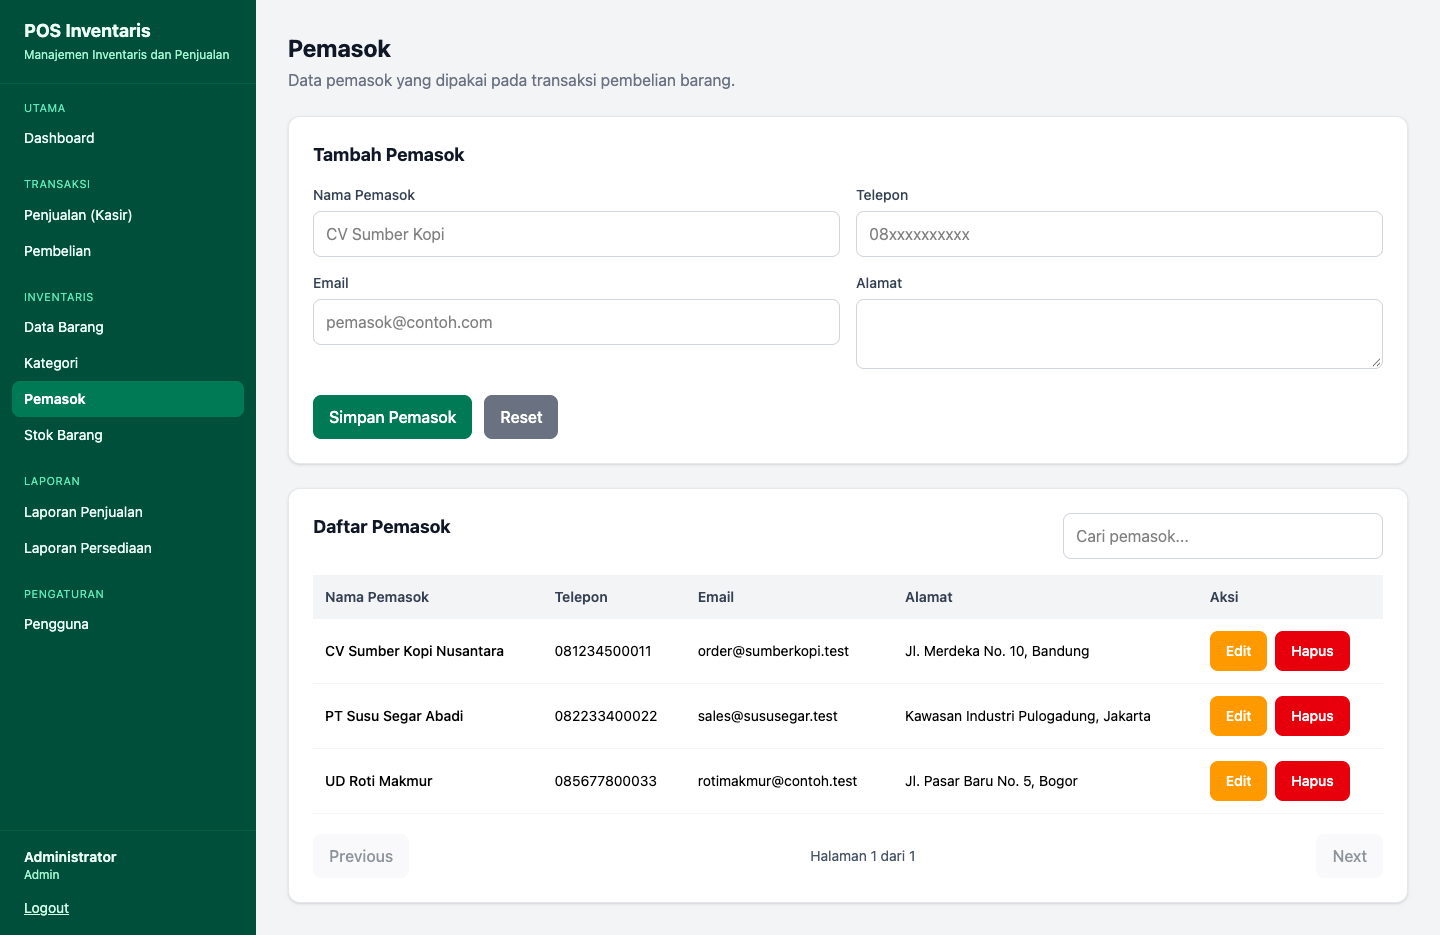 POS Inventaris
Manajemen Inventaris dan Penjualan
UTAMA
Dashboard
TRANSAKSI
Penjualan (Kasir)
Pembelian
INVENTARIS
Data Barang
Kategori
Pemasok
Stok Barang
LAPORAN
Laporan Penjualan
Laporan Persediaan
PENGATURAN
Pengguna
Administrator
Admin
Logout
Pemasok
Data pemasok yang dipakai pada transaksi pembelian barang.
Tambah Pemasok
Nama Pemasok Telepon
CV Sumber Kopi 08xxxxxxxxxx
Email Alamat
pemasok@contoh.com
Simpan Pemasok Reset
Daftar Pemasok Cari pemasok...
Nama Pemasok Telepon Email Alamat Aksi
CV Sumber Kopi Nusantara 081234500011 order@sumberkopi.test Jl. Merdeka No. 10, Bandung Edit Hapus
PT Susu Segar Abadi 082233400022 sales@sususegar.test Kawasan Industri Pulogadung, Jakarta Edit Hapus
UD Roti Makmur 085677800033 rotimakmur@contoh.test Jl. Pasar Baru No. 5, Bogor Edit Hapus
Previous Halaman 1 dari 1 Next